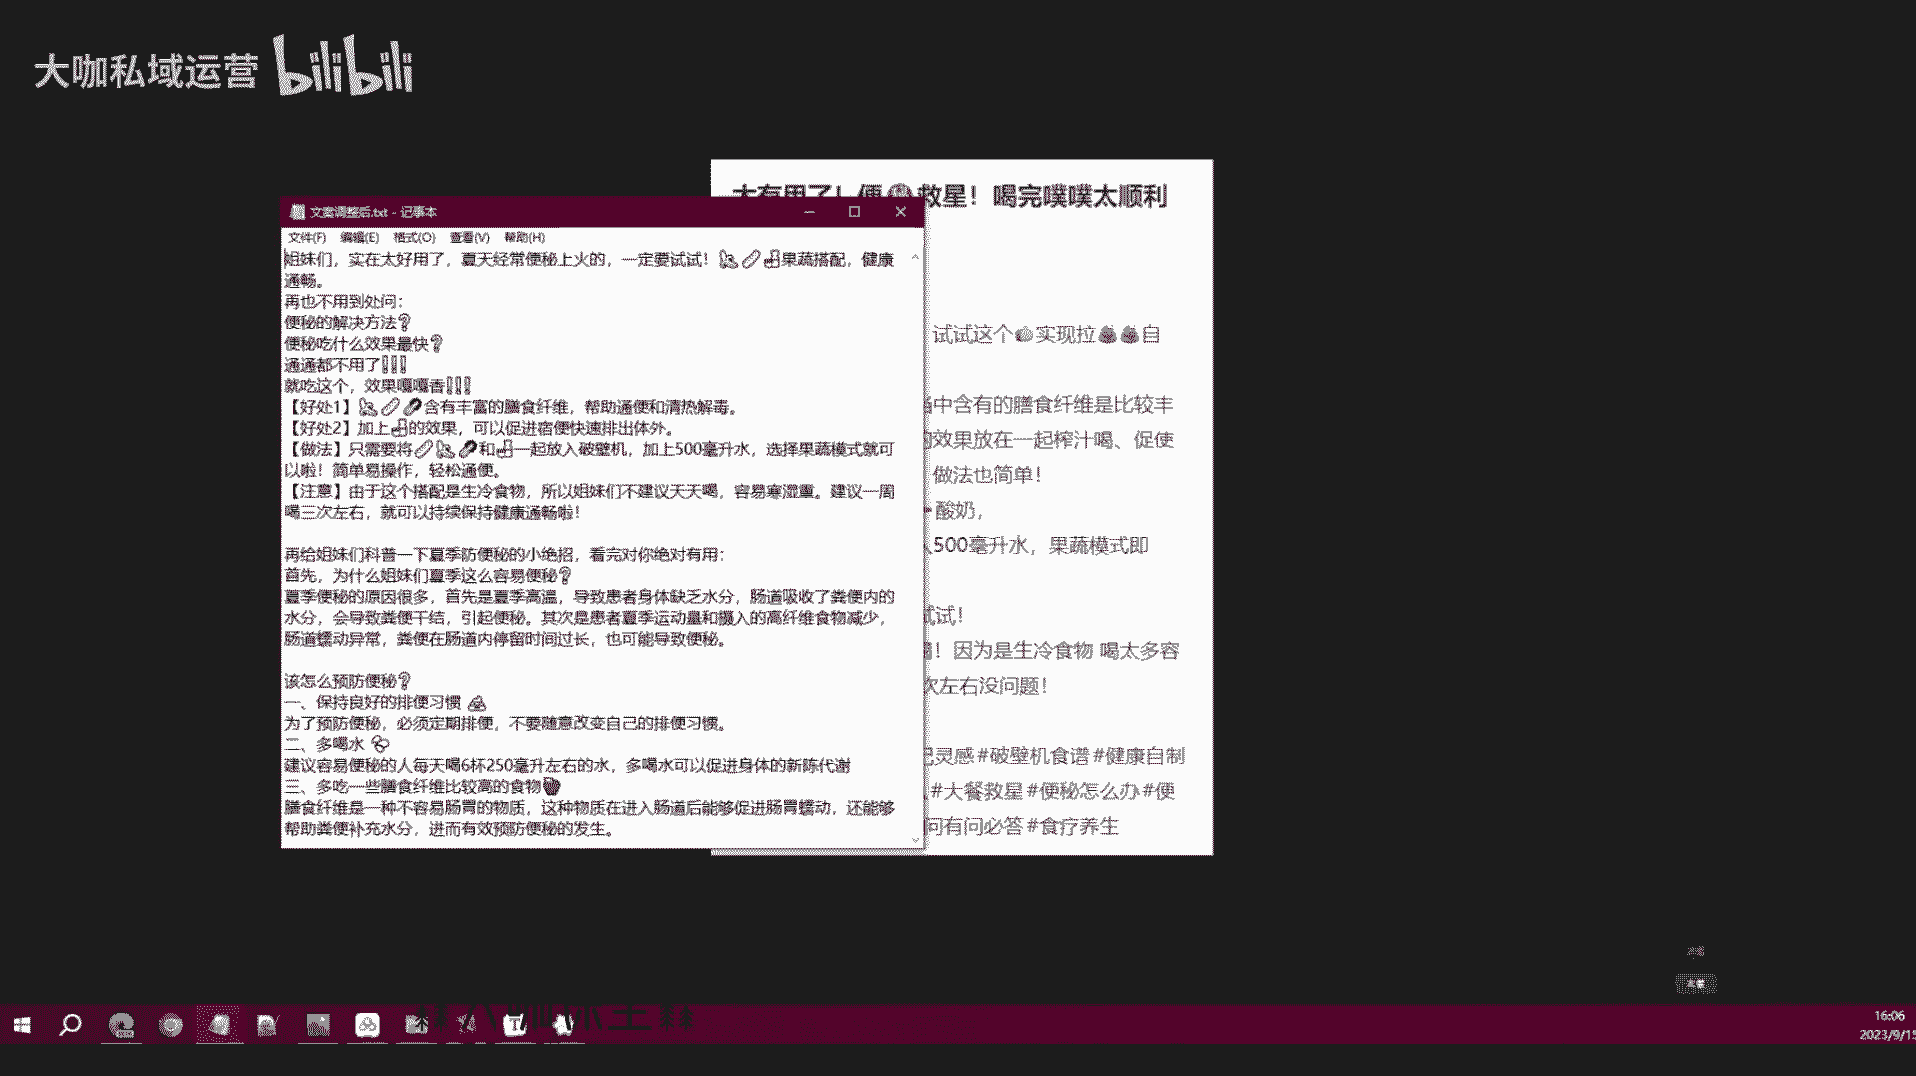 大咖私域运营 bilibili
太有用了！便💩救星！喝完噗噗太顺利
文案调整后.txt - 记事本
文件(F) 编辑(E) 格式(O) 查看(V) 帮助(H)
姐妹们，实在太好用了，夏天经常便秘上火的，一定要试试！果蔬搭配，健康
通畅。
再也不用到处问：
便秘的解决方法❓
便秘吃什么效果最快❓
通通都不用了❗❗❗
就吃这个，效果嘎嘎香❗❗❗
【好处1】含有丰富的膳食纤维，帮助通便和清热解毒。
【好处2】加上的效果，可以促进宿便快速排出体外。
【做法】只需要将和一起放入破壁机，加上500毫升水，选择果蔬模式就可
以啦！简单易操作，轻松通便。
【注意】由于这个搭配是生冷食物，所以姐妹们不建议天天喝，容易寒湿重。建议一周
喝三次左右，就可以持续保持健康通畅啦！
再给姐妹们科普一下夏季防便秘的小绝招，看完对你绝对有用：
首先，为什么姐妹们夏季这么容易便秘❓
夏季便秘的原因很多，首先是夏季高温，导致患者身体缺乏水分，肠道吸收了粪便内的
水分，会导致粪便干结，引起便秘。其次是患者夏季运动量和摄入的高纤维食物减少，
肠道蠕动异常，粪便在肠道内停留时间过长，也可能导致便秘。
该怎么预防便秘❓
一、保持良好的排便习惯
为了预防便秘，必须定期排便，不要随意改变自己的排便习惯。
二、多喝水
建议容易便秘的人每天喝6杯250毫升左右的水，多喝水可以促进身体的新陈代谢
三、多吃一些膳食纤维比较高的食物
膳食纤维是一种不容易肠胃的物质，这种物质在进入肠道后能够促进肠胃蠕动，还能够
帮助粪便补充水分，进而有效预防便秘的发生。
试试这个实现拉💩💩自
中含有的膳食纤维是比较丰
效果放在一起榨汁喝、促使
做法也简单！
酸奶，
500毫升水，果蔬模式即
试试！
！因为是生冷食物 喝太多容
次左右没问题！
灵感#破壁机食谱#健康自制
#大餐救星#便秘怎么办#便
问有问必答#食疗养生
16:06
2023/9/15